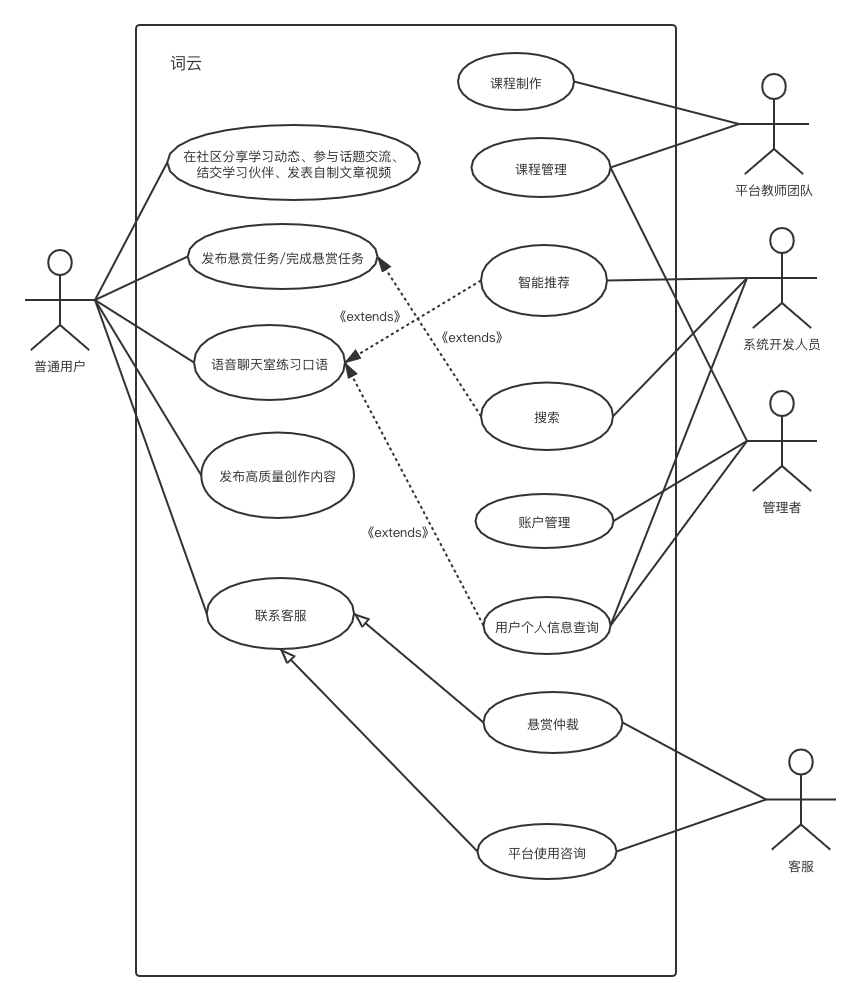 词云
课程制作
平台教师团队
在社区分享学习动态、参与话题交流、
结交学习伙伴、发表自制文章视频
课程管理
发布悬赏任务/完成悬赏任务
智能推荐
系统开发人员
《extends》
《extends》
普通用户
语音聊天室练习口语
搜索
发布高质量创作内容
管理者
账户管理
《extends》
联系客服
用户个人信息查询
悬赏仲裁
平台使用咨询
客服